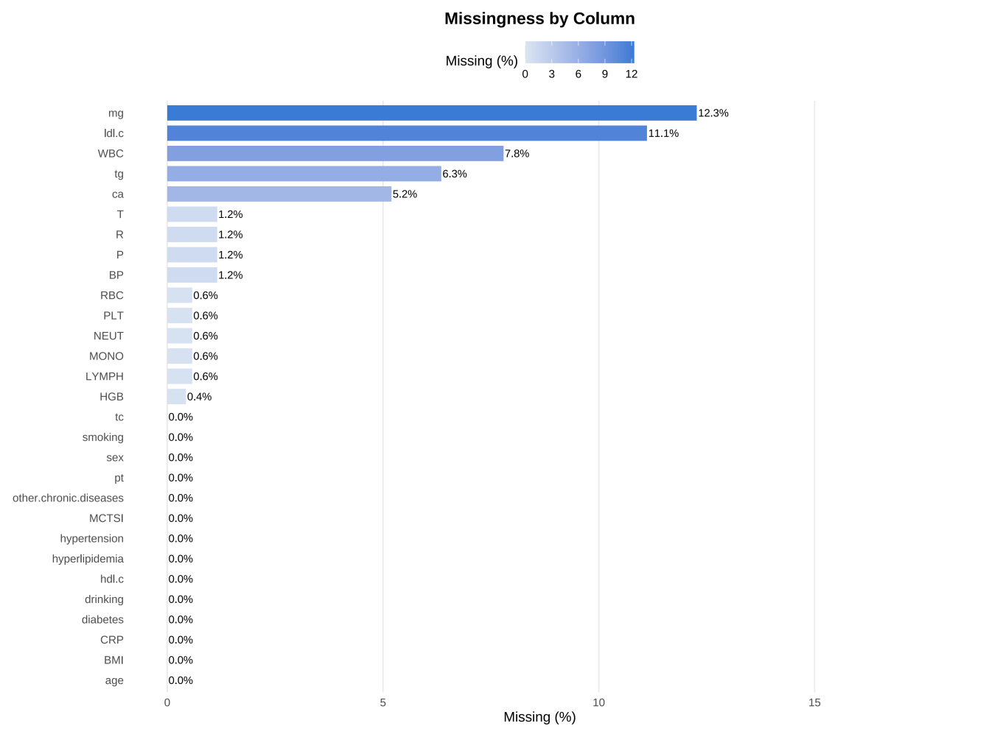 Missingness by Column
Missing (%)
0 3 6 9 12
mg 12.3%
ldl.c 11.1%
WBC 7.8%
tg 6.3%
ca 5.2%
T 1.2%
R 1.2%
P 1.2%
BP 1.2%
RBC 0.6%
PLT 0.6%
NEUT 0.6%
MONO 0.6%
LYMPH 0.6%
HGB 0.4%
tc 0.0%
smoking 0.0%
sex 0.0%
pt 0.0%
other.chronic.diseases 0.0%
MCTSI 0.0%
hypertension 0.0%
hyperlipidemia 0.0%
hdl.c 0.0%
drinking 0.0%
diabetes 0.0%
CRP 0.0%
BMI 0.0%
age 0.0%
0 5 10 15
Missing (%)